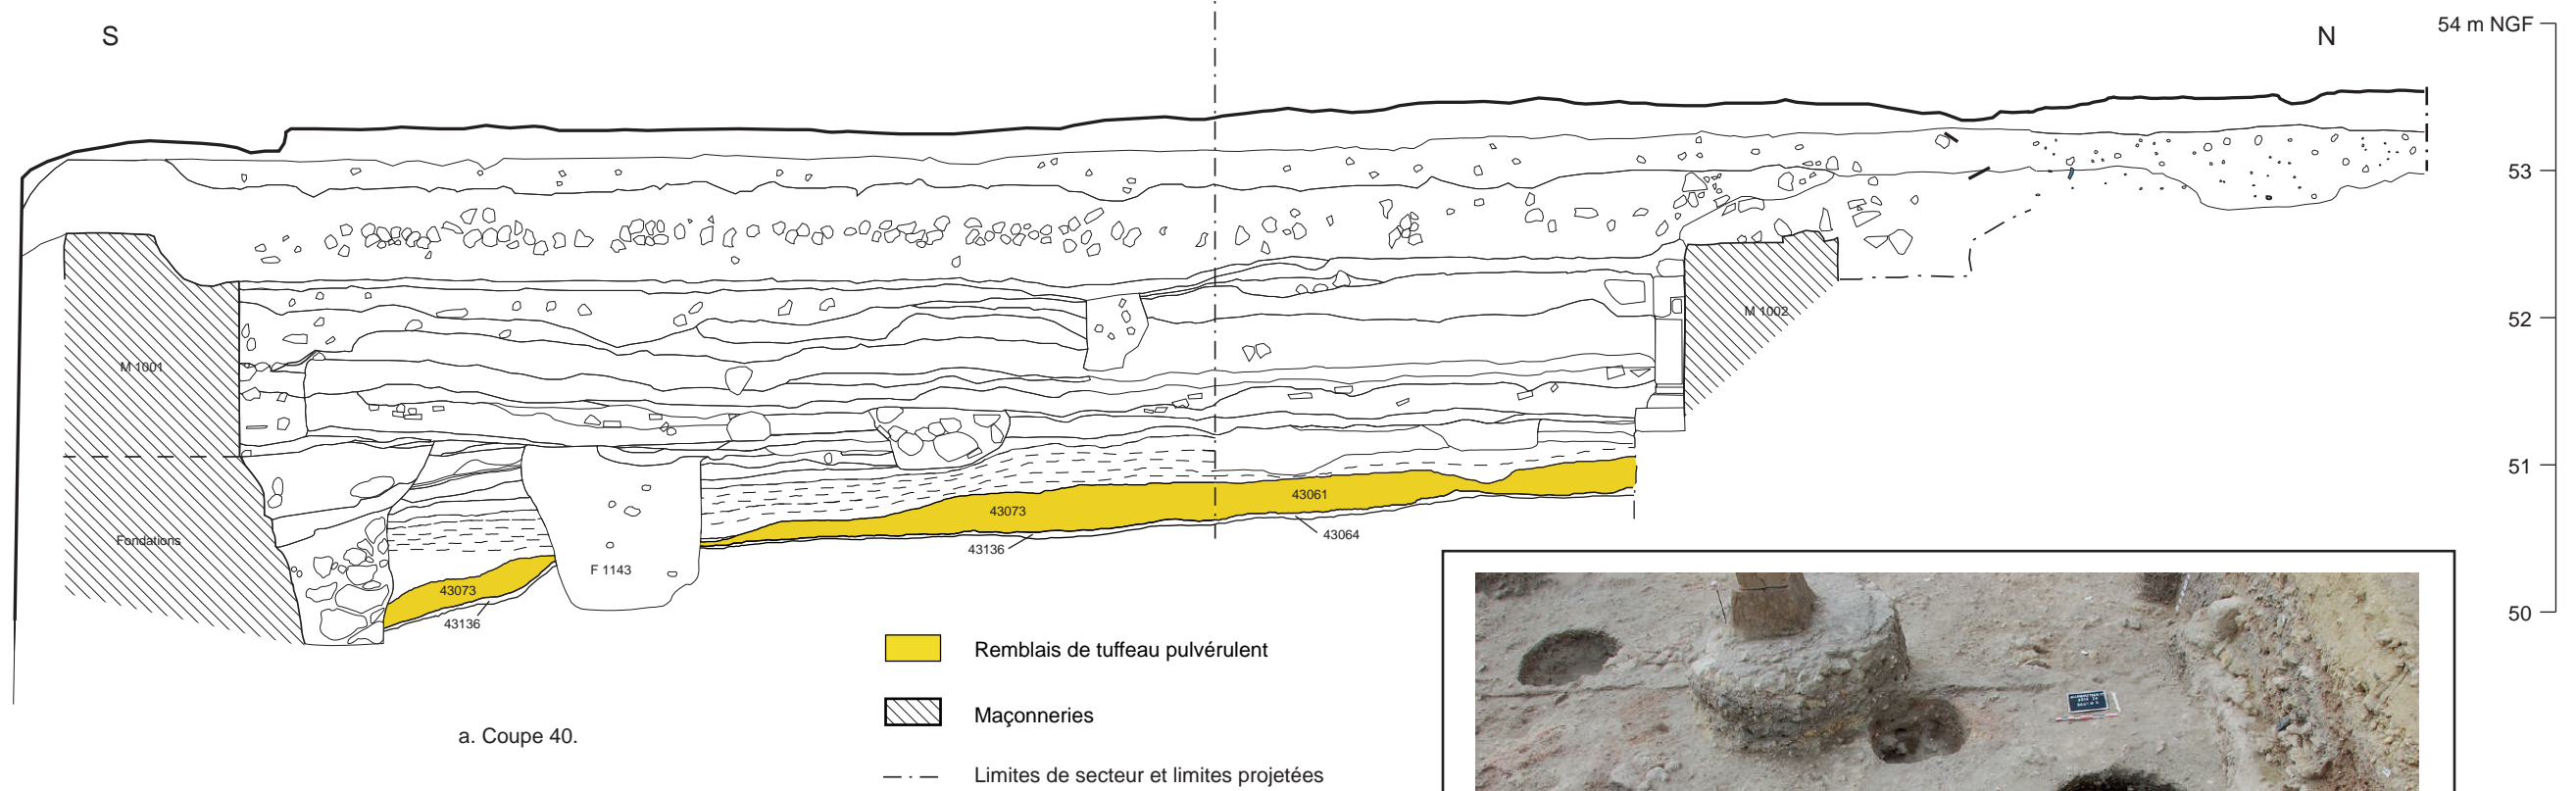 S
N
54 m NGF
53
52
51
50
M 1001
M 1002
Fondations
43061
43073
43064
43136
F 1143
43073
43136
Remblais de tuffeau pulvérulent
Maçonneries
Limites de secteur et limites projetées
a. Coupe 40.